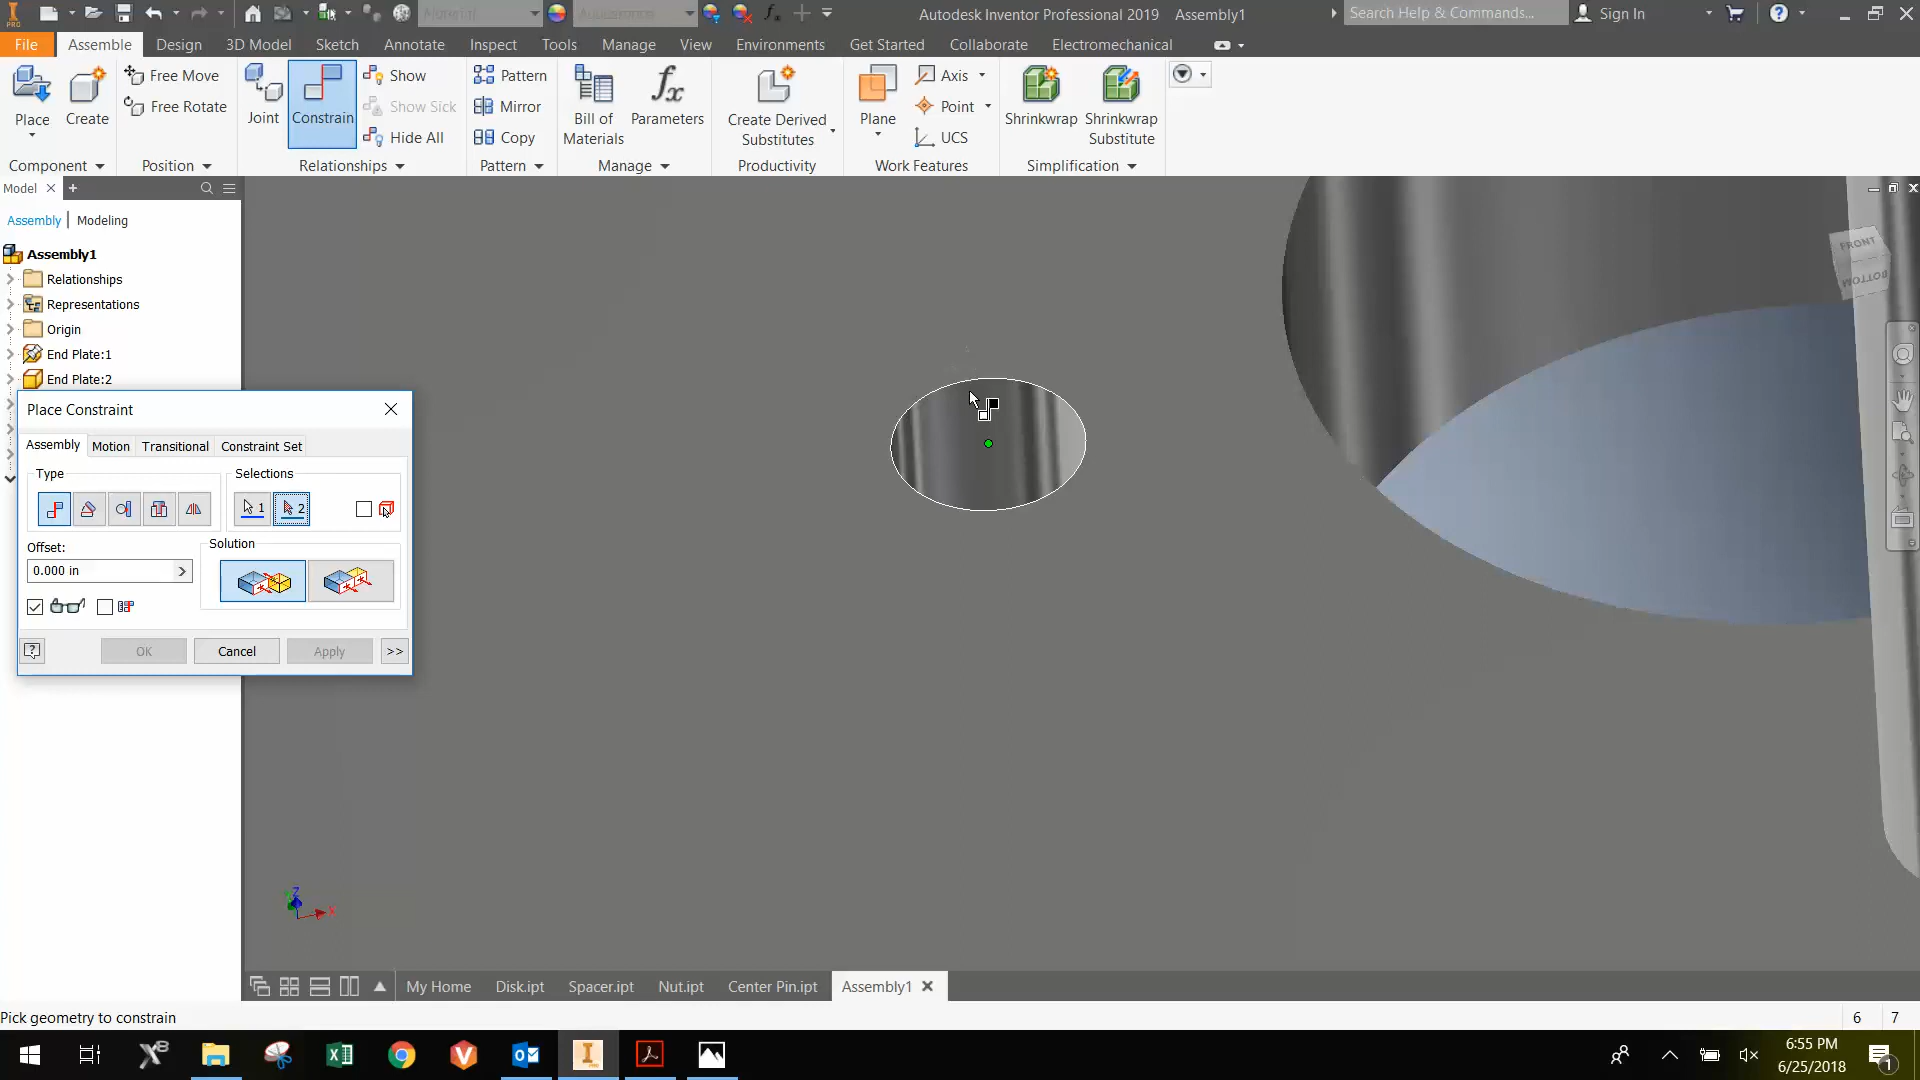 Autodesk Inventor Professional 2019 Assembly1
Search Help & Commands...
Sign In
File Assemble Design 3D Model Sketch Annotate Inspect Tools Manage View Environments Get Started Collaborate Electromechanical
Place
Create
Free Move
Free Rotate
Joint
Constrain
Show
Show Sick
Hide All
Pattern
Mirror
Copy
Bill of
Materials
Parameters
Create Derived
Substitutes
Plane
Axis
Point
UCS
Shrinkwrap
Shrinkwrap
Substitute
Component Position Relationships Pattern Manage Productivity Work Features Simplification
Model
Assembly Modeling
Assembly1
Relationships
Representations
Origin
End Plate:1
End Plate:2
Place Constraint
Assembly Motion Transitional Constraint Set
Type
Selections
1 2
Offset:
0.000 in
Solution
OK Cancel Apply >>
FRONT
BOTTOM
Z
X
My Home Disk.ipt Spacer.ipt Nut.ipt Center Pin.ipt Assembly1
Pick geometry to constrain
6 7
6:55 PM
6/25/2018
1